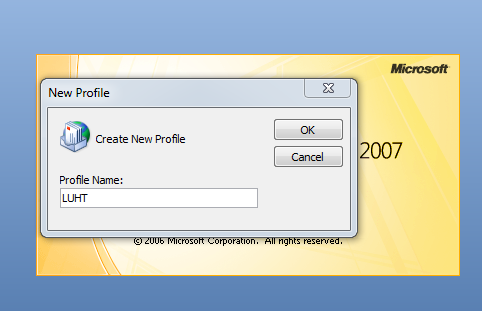 Microsoft
New Profile
Create New Profile
OK
Cancel
2007
Profile Name:
LUHT
© 2006 Microsoft Corporation. All rights reserved.